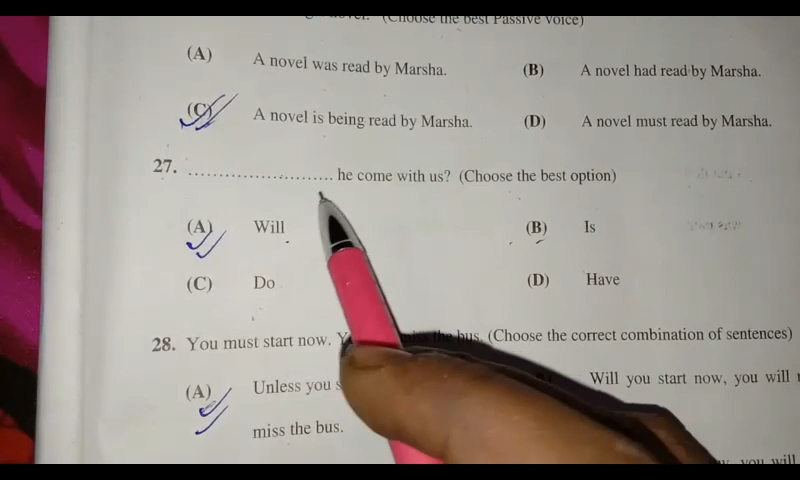 (Choose the best Passive voice)
(A) A novel was read by Marsha. (B) A novel had read by Marsha.
(C) A novel is being read by Marsha. (D) A novel must read by Marsha.
27. ........................... he come with us? (Choose the best option)
(A) Will (B) Is
(C) Do (D) Have
28. You must start now. the bus. (Choose the correct combination of sentences)
(A) Unless you Will you start now, you will
miss the bus.
you will